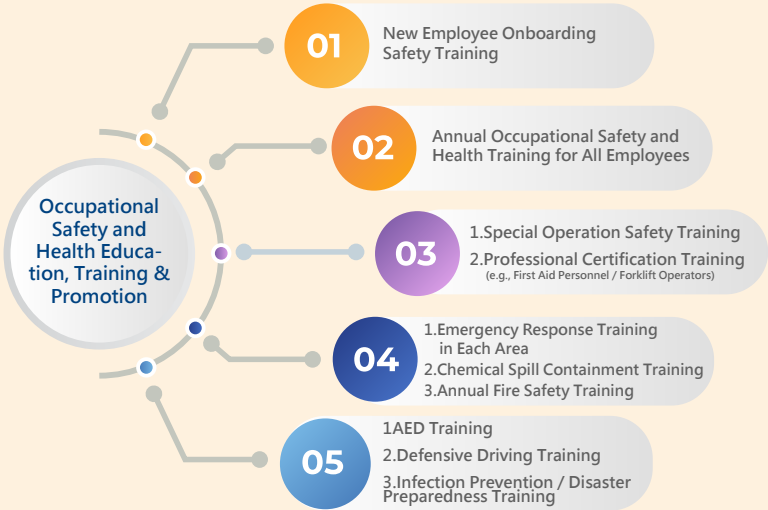 Occupational
Safety and
Health Educa-
tion, Training &
Promotion
01
New Employee Onboarding
Safety Training
02
Annual Occupational Safety and
Health Training for All Employees
03
1.Special Operation Safety Training
2.Professional Certification Training
(e.g., First Aid Personnel / Forklift Operators)
04
1.Emergency Response Training
in Each Area
2.Chemical Spill Containment Training
3.Annual Fire Safety Training
05
1AED Training
2.Defensive Driving Training
3.Infection Prevention / Disaster
Preparedness Training